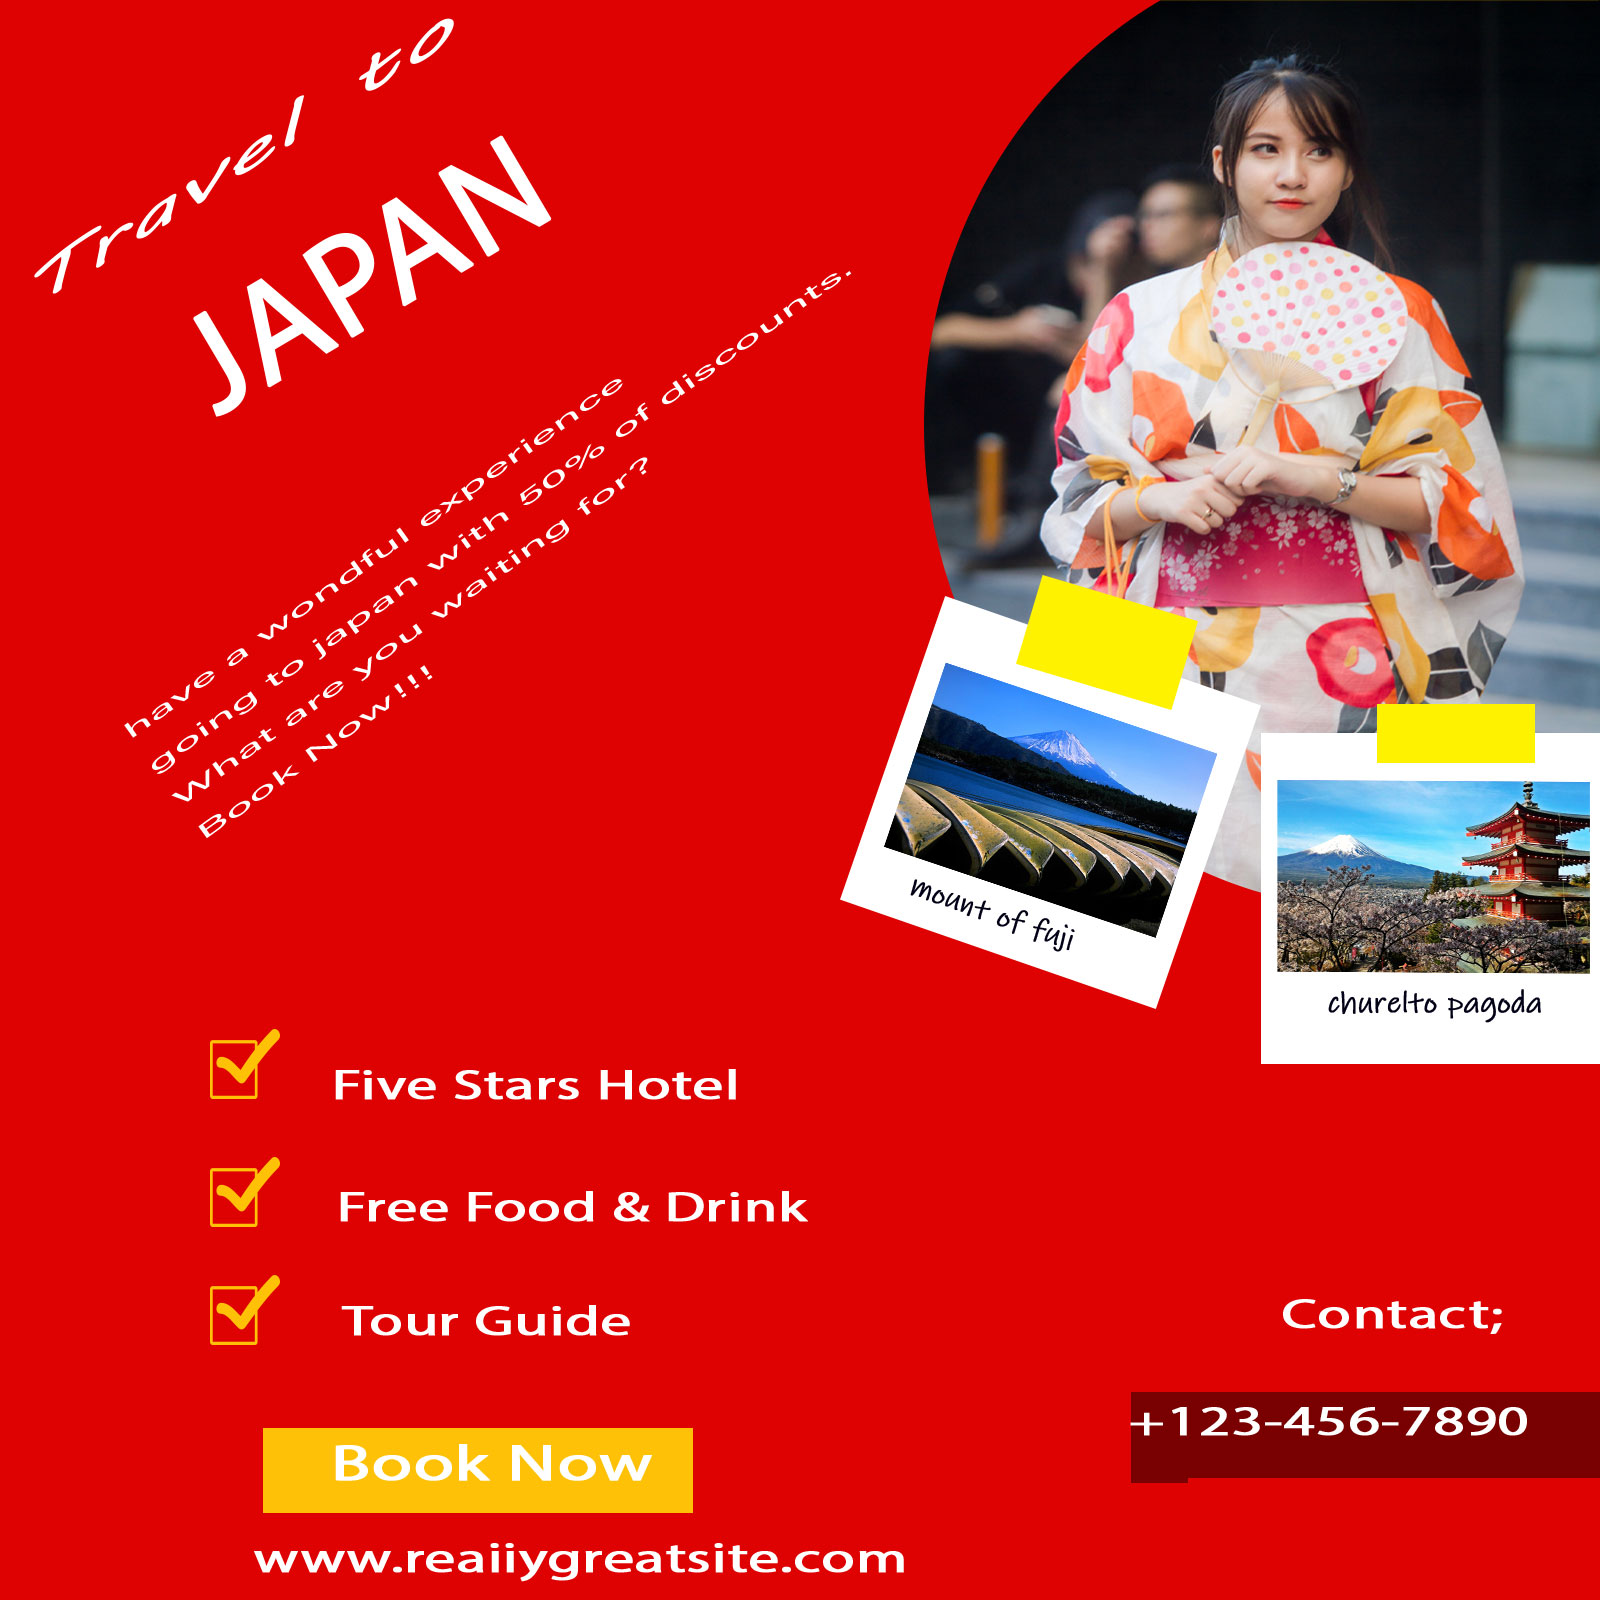 Travel to
JAPAN
have a wondful experience
going to japan with 50% of discounts.
What are you waiting for?
Book Now!!!
mount of fuji
churelto pagoda
Five Stars Hotel
Free Food & Drink
Tour Guide
Contact;
+123-456-7890
Book Now
www.reaiiygreatsite.com